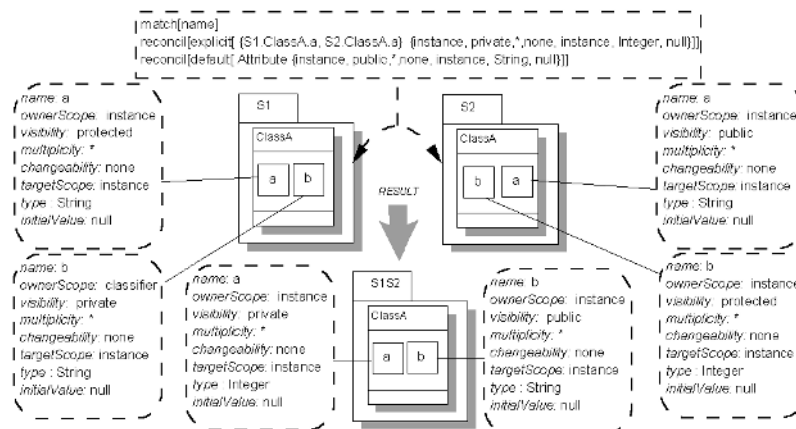 match[name]
reconcil[explicit[ {S1.ClassA.a, S2.ClassA.a} {instance, private,*,none, instance, Integer, null}]]
reconcil[default[ Attribute {instance, public,*,none, instance, String, null}]]
name: a
ownerScope: instance
visibility: protected
multiplicity: *
changeability: none
targetScope: instance
type : String
initialValue: null
S1
ClassA
a
b
S2
ClassA
b
a
name: a
ownerScope: instance
visibility: public
multiplicity: *
changeability: none
targetScope: instance
type : String
initialValue: null
RESULT
name: b
ownerScope: classifier
visibility: private
multiplicity: *
changeability: none
targetScope: instance
type : String
initialValue: null
name: a
ownerScope: instance
visibility: private
multiplicity: *
changeability: none
targetScope: instance
type : Integer
initialValue: null
S1S2
ClassA
a
b
name: b
ownerScope: instance
visibility: public
multiplicity: *
changeability: none
targetScope: instance
type : String
initialValue: null
name: b
ownerScope: instance
visibility: protected
multiplicity: *
changeability: none
targetScope: instance
type : Integer
initialValue: null